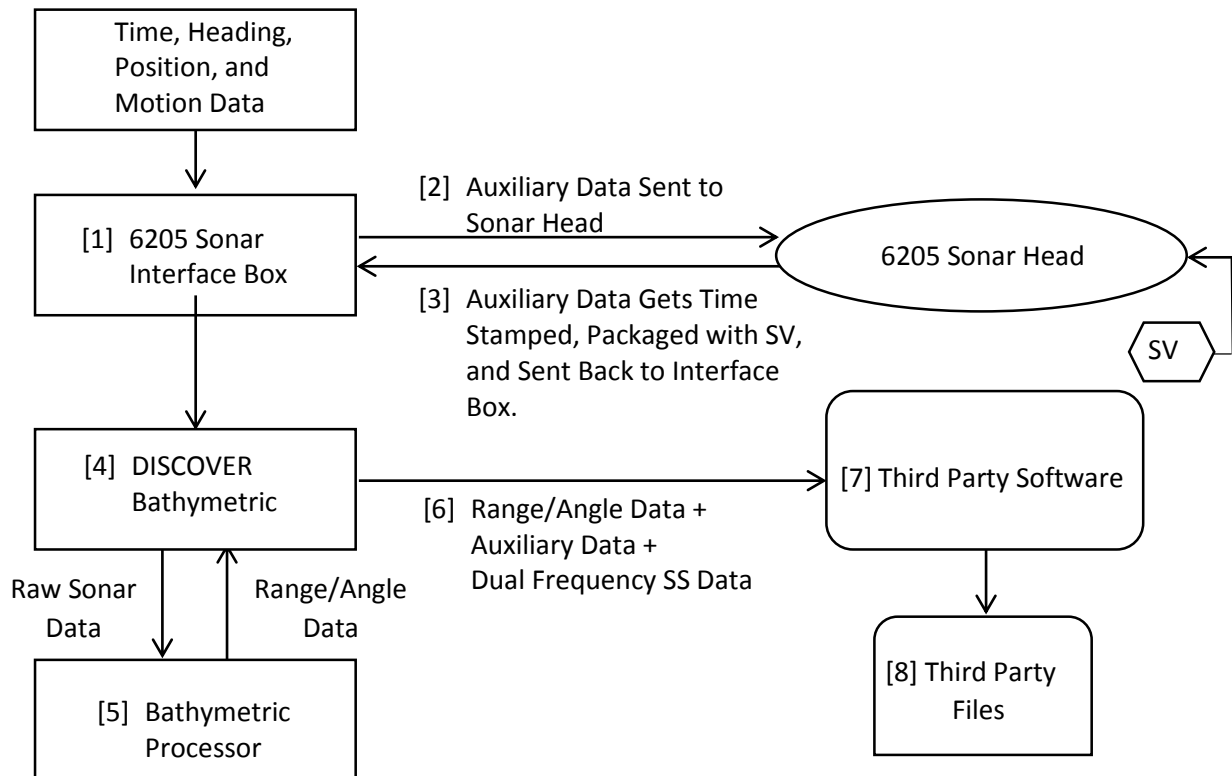 Time, Heading,
Position, and
Motion Data
[1] 6205 Sonar
Interface Box
[2] Auxiliary Data Sent to
Sonar Head
6205 Sonar Head
[3] Auxiliary Data Gets Time
Stamped, Packaged with SV,
and Sent Back to Interface
Box.
SV
[4] DISCOVER
Bathymetric
[6] Range/Angle Data +
Auxiliary Data +
Dual Frequency SS Data
[7] Third Party Software
Raw Sonar
Data
Range/Angle
Data
[5] Bathymetric
Processor
[8] Third Party
Files